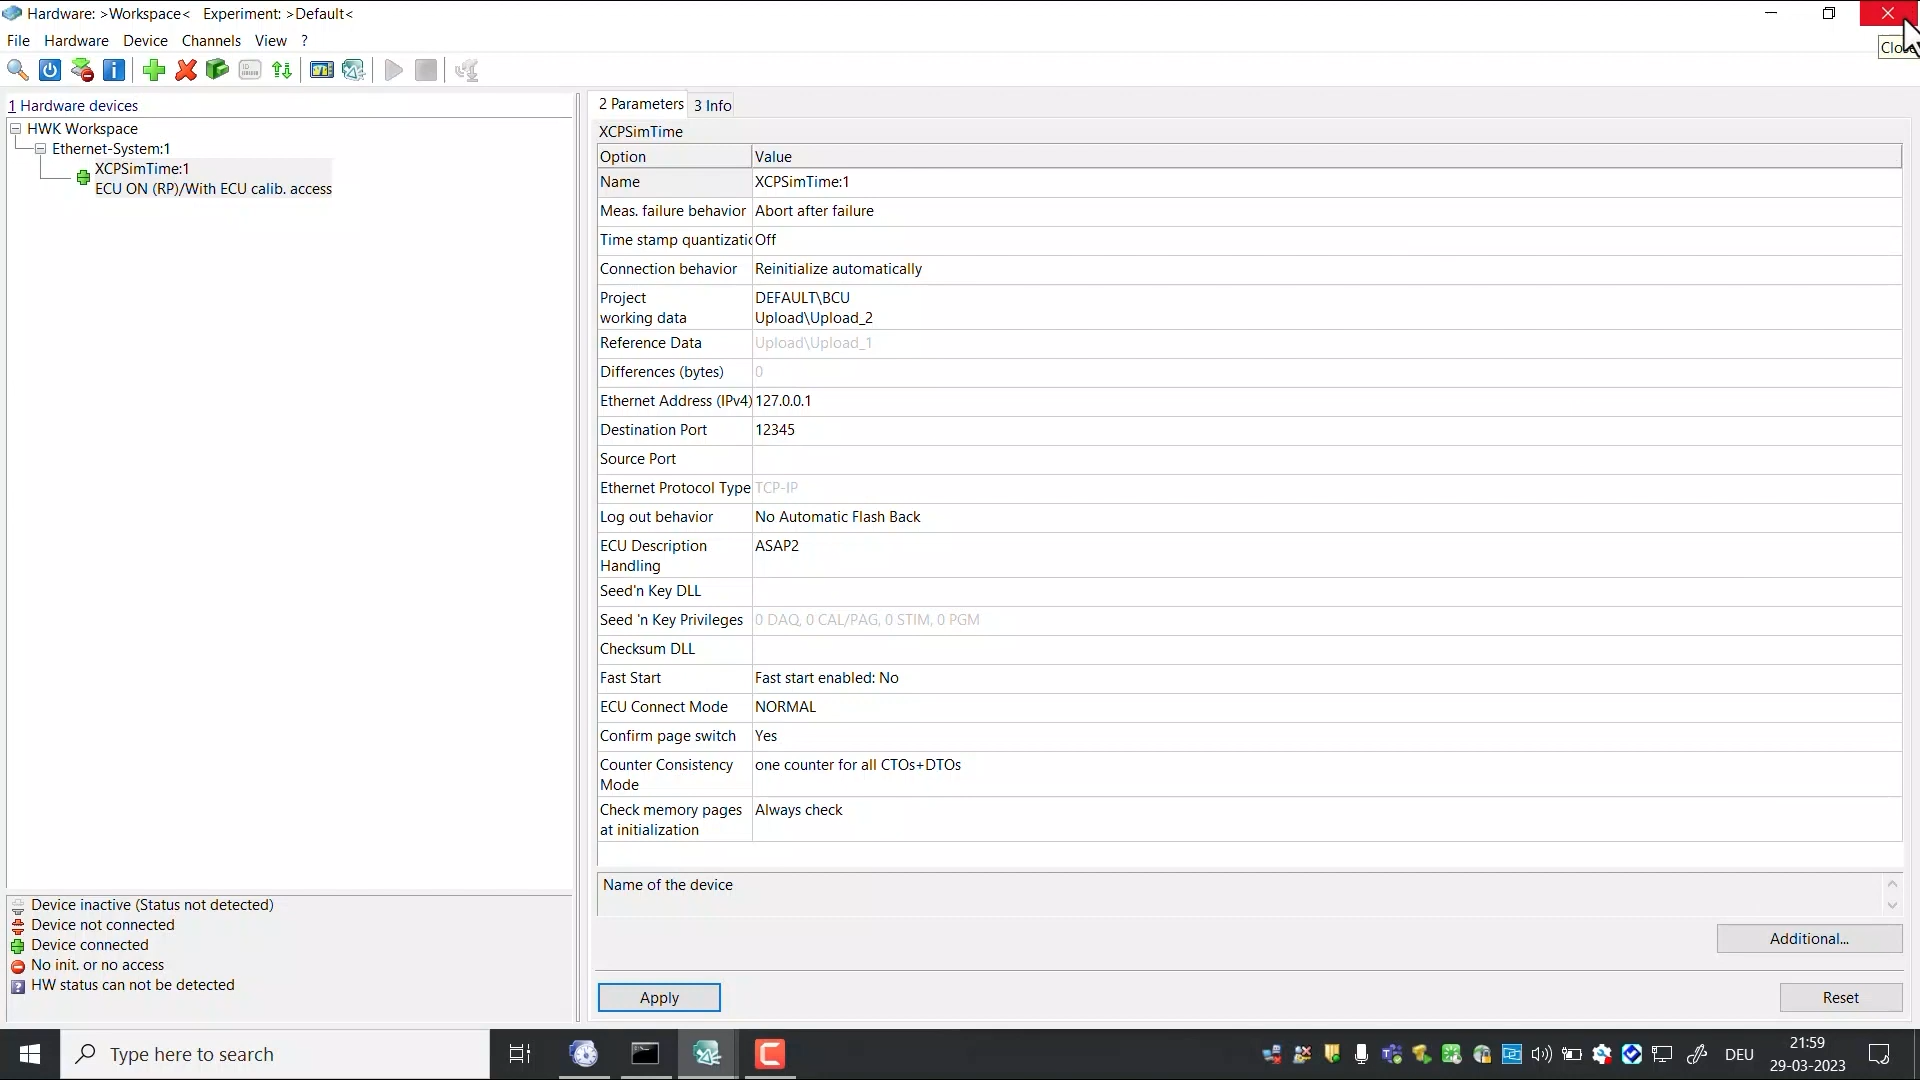 Hardware: >Workspace<   Experiment: >Default<
Close
File   Hardware   Device   Channels   View   ?
1 Hardware devices
HWK Workspace
Ethernet-System:1
XCPSimTime:1
ECU ON (RP)/With ECU calib. access
Device inactive (Status not detected)
Device not connected
Device connected
No init. or no access
HW status can not be detected
2 Parameters   3 Info
XCPSimTime
Option   Value
Name   XCPSimTime:1
Meas. failure behavior   Abort after failure
Time stamp quantizatic   Off
Connection behavior   Reinitialize automatically
Project   DEFAULT\BCU
working data   Upload\Upload_2
Reference Data   Upload\Upload_1
Differences (bytes)   0
Ethernet Address (IPv4)   127.0.0.1
Destination Port   12345
Source Port
Ethernet Protocol Type   TCP-IP
Log out behavior   No Automatic Flash Back
ECU Description   ASAP2
Handling
Seed'n Key DLL
Seed 'n Key Privileges   0 DAQ, 0 CAL/PAG, 0 STIM, 0 PGM
Checksum DLL
Fast Start   Fast start enabled: No
ECU Connect Mode   NORMAL
Confirm page switch   Yes
Counter Consistency   one counter for all CTOs+DTOs
Mode
Check memory pages   Always check
at initialization
Name of the device
Additional...
Apply   Reset
Type here to search
DEU
21:59
29-03-2023